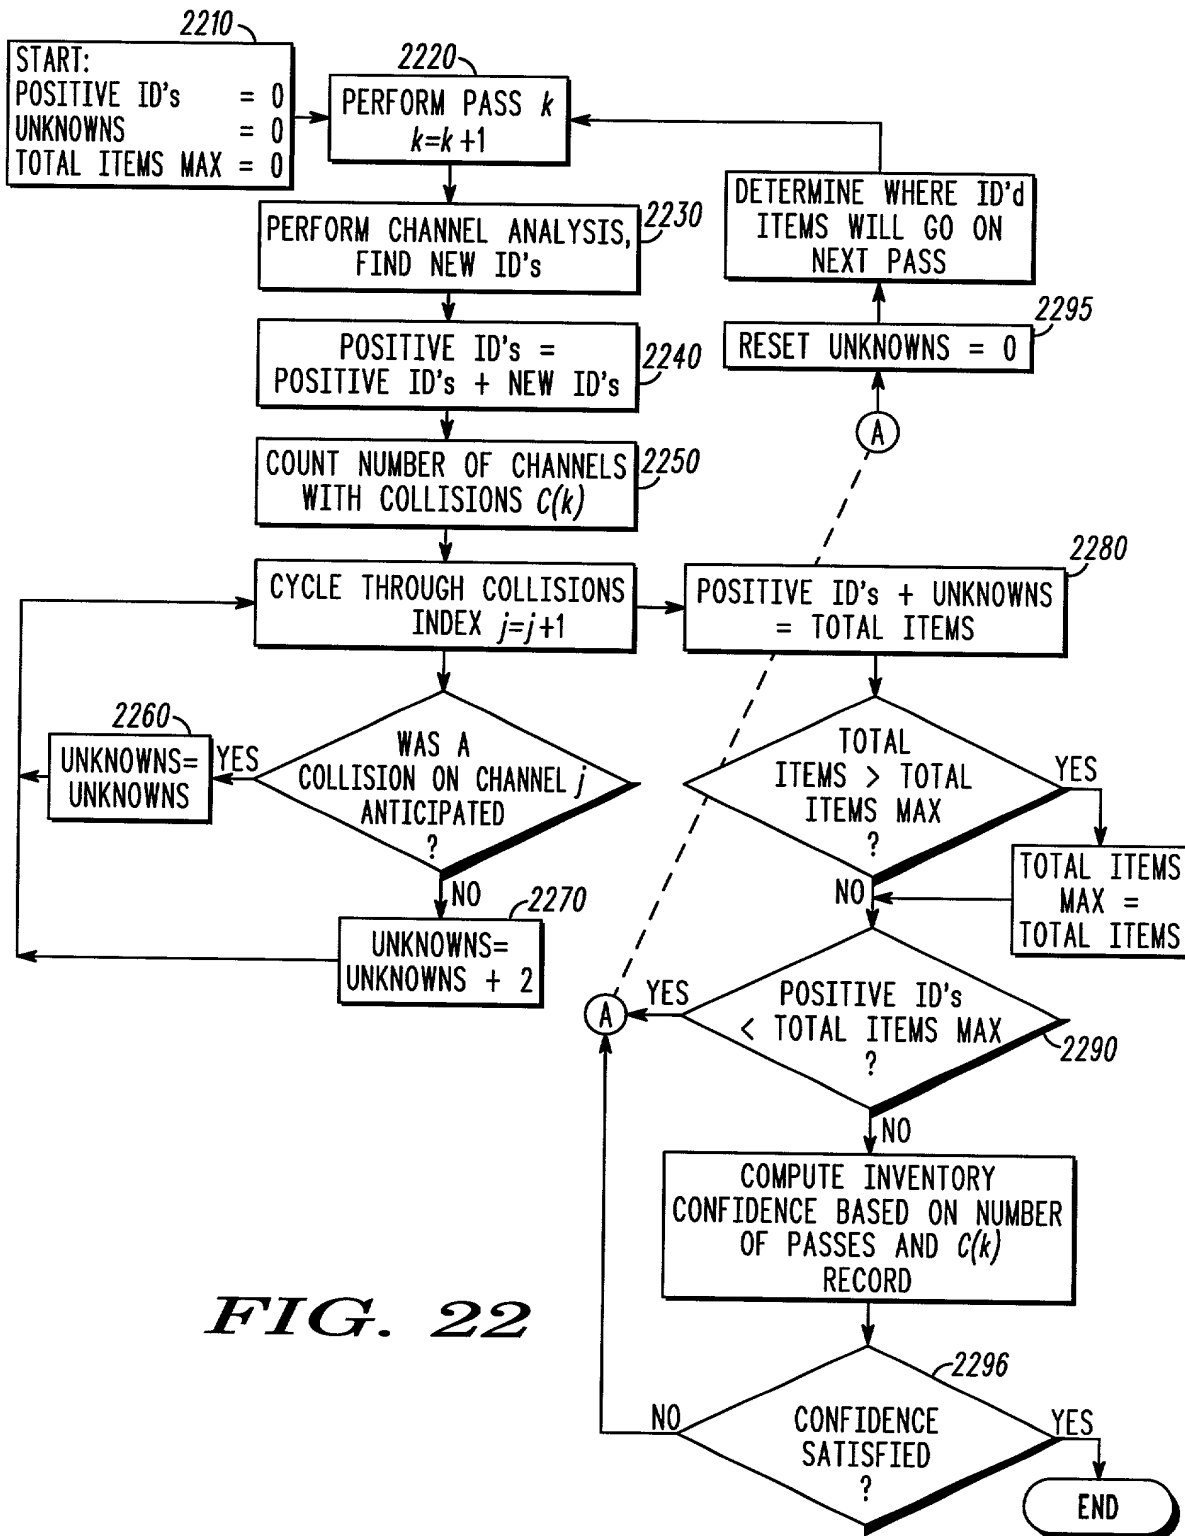 2210
START:
POSITIVE ID's = 0
UNKNOWNS = 0
TOTAL ITEMS MAX = 0
2220
PERFORM PASS k
k=k+1
2230
PERFORM CHANNEL ANALYSIS,
FIND NEW ID's
2240
POSITIVE ID's =
POSITIVE ID's + NEW ID's
2250
COUNT NUMBER OF CHANNELS
WITH COLLISIONS C(k)
CYCLE THROUGH COLLISIONS
INDEX j=j+1
WAS A
COLLISION ON CHANNEL j
ANTICIPATED
?
YES
2260
UNKNOWNS=
UNKNOWNS
NO
2270
UNKNOWNS=
UNKNOWNS + 2
2280
POSITIVE ID's + UNKNOWNS
= TOTAL ITEMS
TOTAL
ITEMS > TOTAL
ITEMS MAX
?
YES
TOTAL ITEMS
MAX =
TOTAL ITEMS
NO
POSITIVE ID's
< TOTAL ITEMS MAX
?
2290
YES
A
NO
COMPUTE INVENTORY
CONFIDENCE BASED ON NUMBER
OF PASSES AND C(k)
RECORD
2296
CONFIDENCE
SATISFIED
?
NO
YES
END
A
2295
RESET UNKNOWNS = 0
DETERMINE WHERE ID'd
ITEMS WILL GO ON
NEXT PASS
FIG. 22